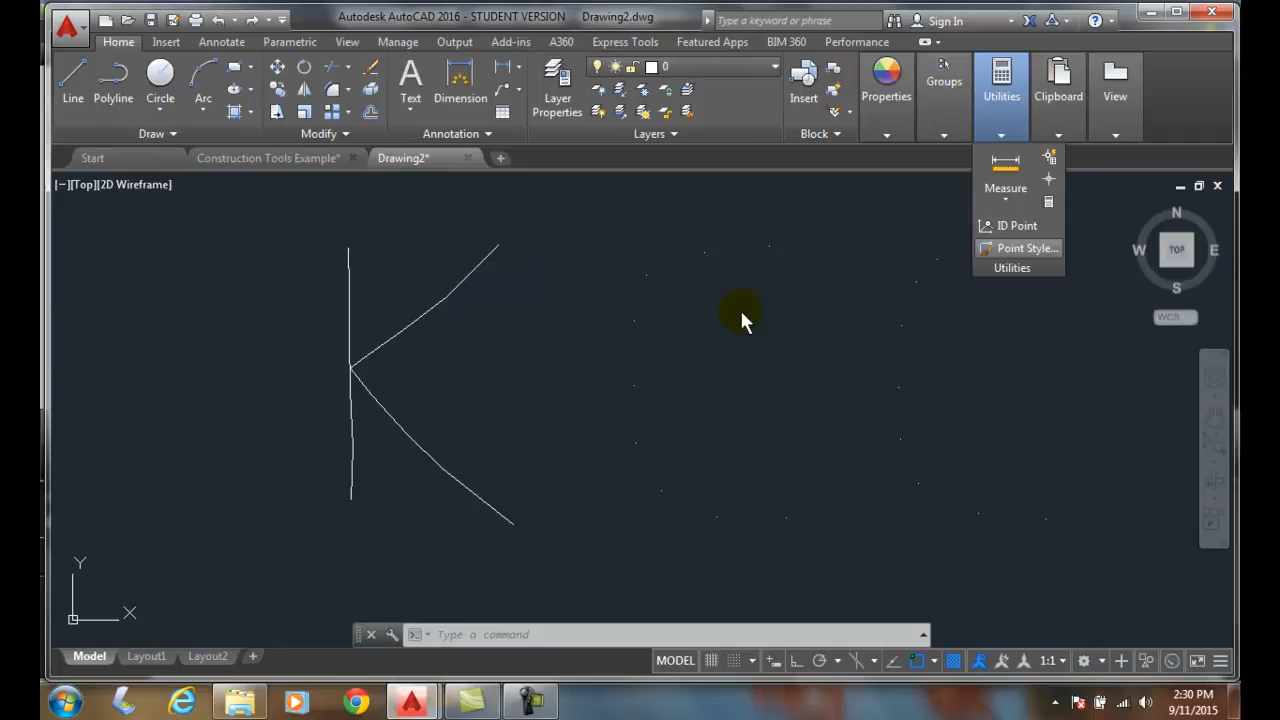 Autodesk AutoCAD 2016 - STUDENT VERSION Drawing2.dwg
Type a keyword or phrase
Sign In
Home Insert Annotate Parametric View Manage Output Add-ins A360 Express Tools Featured Apps BIM 360 Performance
Line Polyline Circle Arc
Draw
Modify
Text Dimension
Annotation
Layer Properties
0
Layers
Insert
Block
Properties
Groups
Utilities
Clipboard
View
Start Construction Tools Example* Drawing2*
Measure
ID Point
Point Style...
Utilities
[−][Top][2D Wireframe]
N
W TOP E
S
WCS
Y
X
Type a command
Model Layout1 Layout2
MODEL
1:1
2:30 PM
9/11/2015